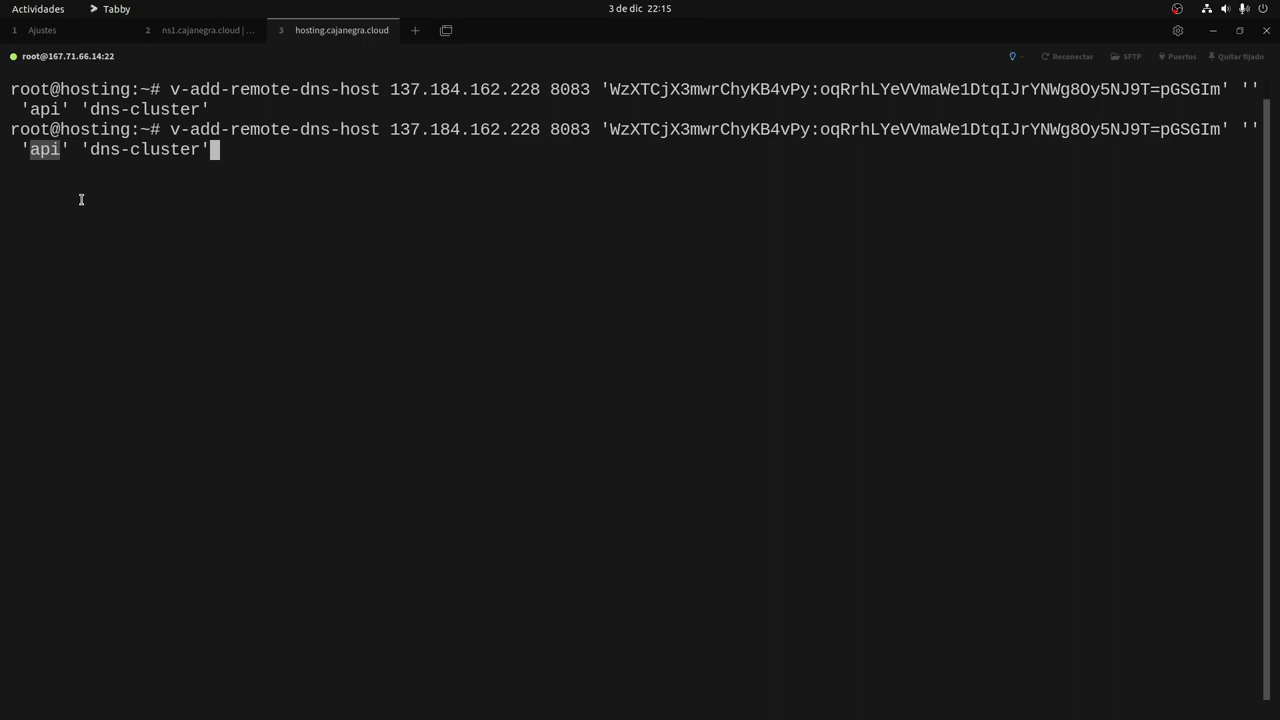 Actividades Tabby 3 de dic 22:15
1 Ajustes 2 ns1.cajanegra.cloud | ... 3 hosting.cajanegra.cloud
root@167.71.66.14:22 Reconectar SFTP Puertos Quitar fijado
root@hosting:~# v-add-remote-dns-host 137.184.162.228 8083 'WzXTCjX3mwrChyKB4vPy:oqRrhLYeVVmaWe1DtqIJrYNWg8Oy5NJ9T=pGSGIm' ''
'api' 'dns-cluster'
root@hosting:~# v-add-remote-dns-host 137.184.162.228 8083 'WzXTCjX3mwrChyKB4vPy:oqRrhLYeVVmaWe1DtqIJrYNWg8Oy5NJ9T=pGSGIm' ''
'api' 'dns-cluster'